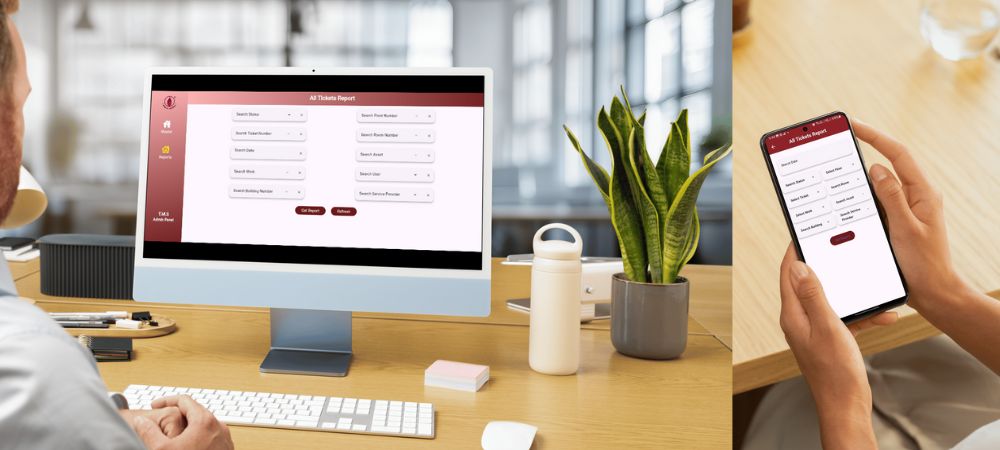 All Tickets Report
Home
Reports
T.M.S
Admin Panel
Search Status
Search Ticket Number
Search Date
Search Work
Search Building Number
Search Floor Number
Search Room Number
Search Asset
Search User
Search Service Provider
Get Report
Refresh
All Tickets Report
Search Date
Search Status
Select Floor
Select Ticket
Search Room
Select Work
Search Asset
Search Building
Search Service
Provider